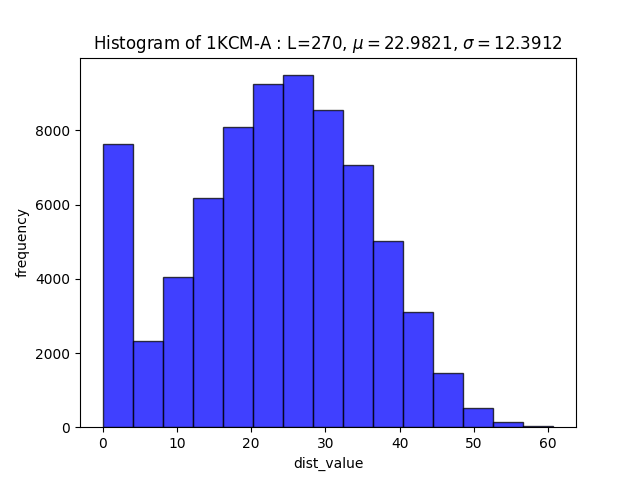 Histogram of 1KCM-A : L=270, μ = 22.9821, σ = 12.3912
8000
6000
4000
2000
0
frequency
0 10 20 30 40 50 60
dist_value